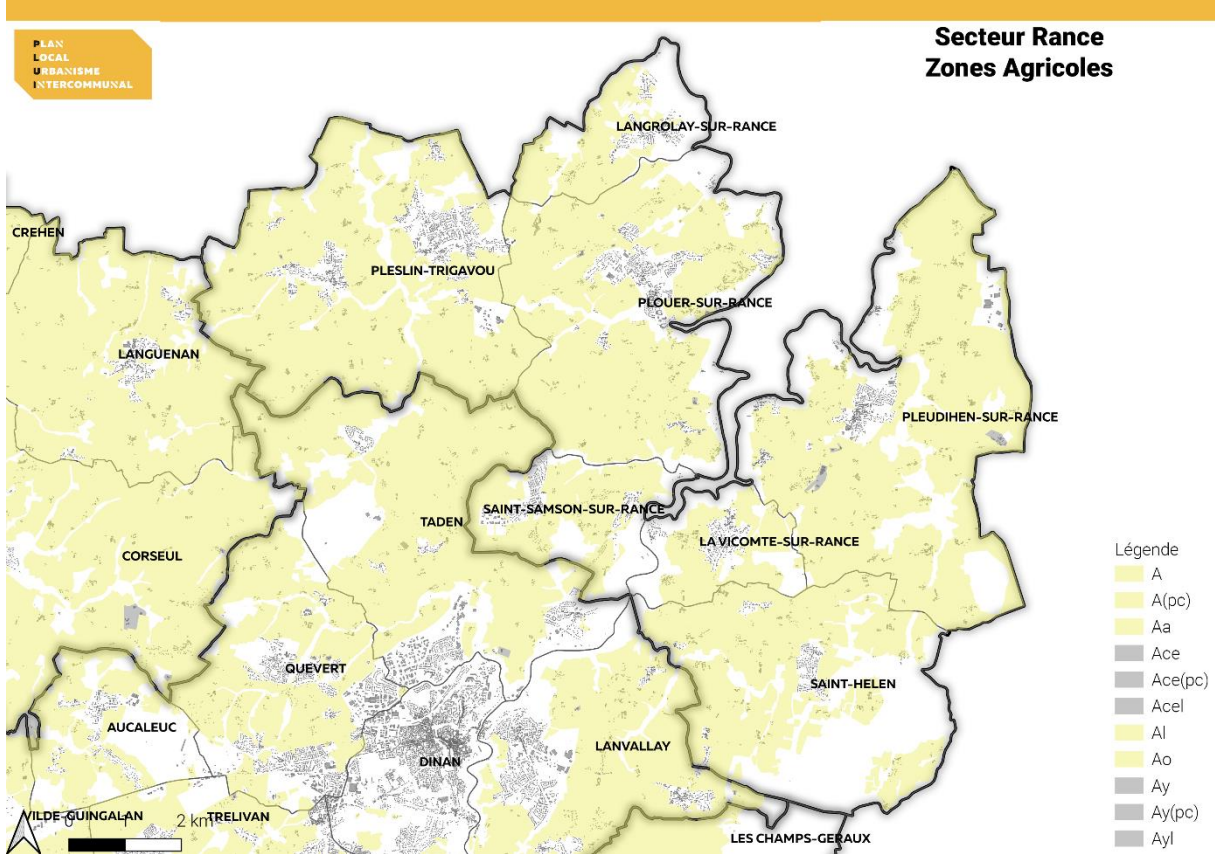 PLAN
LOCAL
URBANISME
INTERCOMMUNAL
Secteur Rance
Zones Agricoles
LANGROLAY-SUR-RANCE
CREHEN
PLESLIN-TRIGAVOU
PLOUER-SUR-RANCE
LANGUENAN
PLEUDIHEN-SUR-RANCE
SAINT-SAMSON-SUR-RANCE
TADEN
LA VICOMTE-SUR-RANCE
CORSEUL
QUEVERT
SAINT-HELEN
AUCALEUC
LANVALLAY
DINAN
VILDE-GUINGALAN
TRELIVAN
LES CHAMPS-GERAUX
0 1 2 km
Légende
A
A(pc)
Aa
Ace
Ace(pc)
Acel
Al
Ao
Ay
Ay(pc)
Ayl